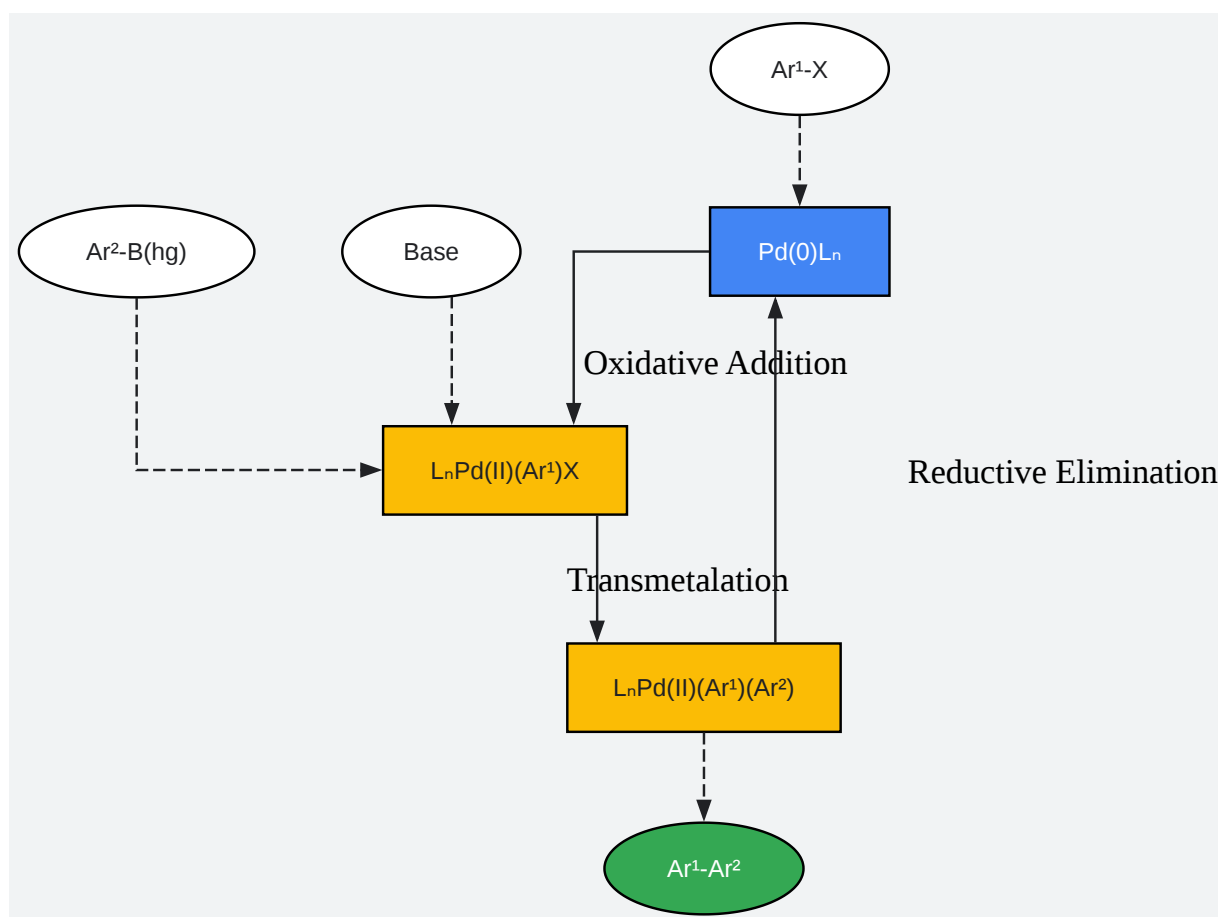 Ar¹-X
Ar²-B(hg)
Base
Pd(0)Lₙ
Oxidative Addition
LₙPd(II)(Ar¹)X
Reductive Elimination
Transmetalation
LₙPd(II)(Ar¹)(Ar²)
Ar¹-Ar²